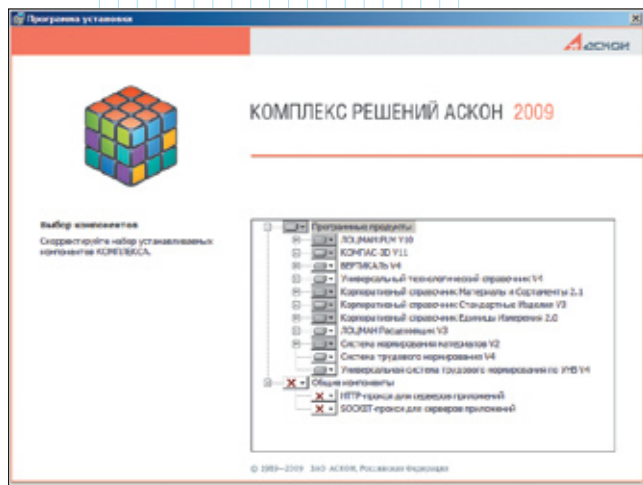 Программа установки
АСКОН
КОМПЛЕКС РЕШЕНИЙ АСКОН 2009
Выбор компонентов
Скорректируйте набор устанавливаемых
компонентов КОМПЛЕКСА.
Программные продукты
ЛОЦМАН:PLM V10
КОМПАС-3D V11
ВЕРТИКАЛЬ V4
Универсальный технологический справочник V4
Корпоративный справочник Материалы и Сортаменты 2.1
Корпоративный справочник Стандартные Изделия V3
Корпоративный справочник Единицы Измерения 2.0
ЛОЦМАН Расцеховщик V3
Система нормирования материалов V2
Система трудового нормирования V4
Универсальная система трудового нормирования по УНВ V4
Общие компоненты
HTTP-прокси для серверов приложений
SOCKET-прокси для серверов приложений
© 1989—2009 ЗАО АСКОН, Российская Федерация